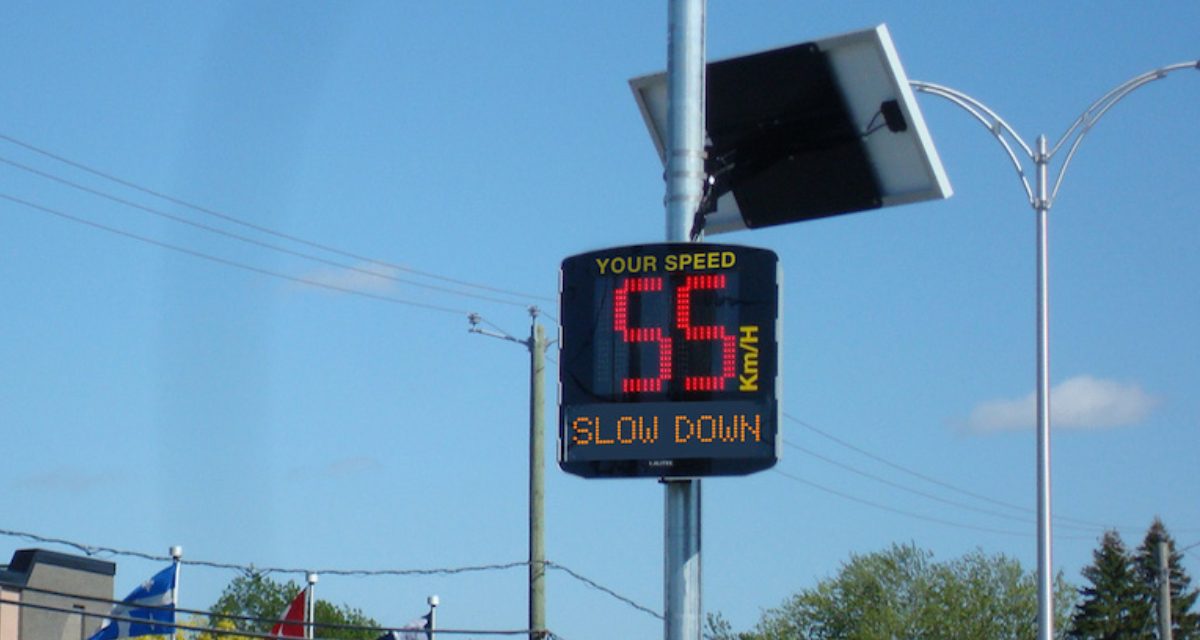 YOUR SPEED
55
Km/H
SLOW DOWN